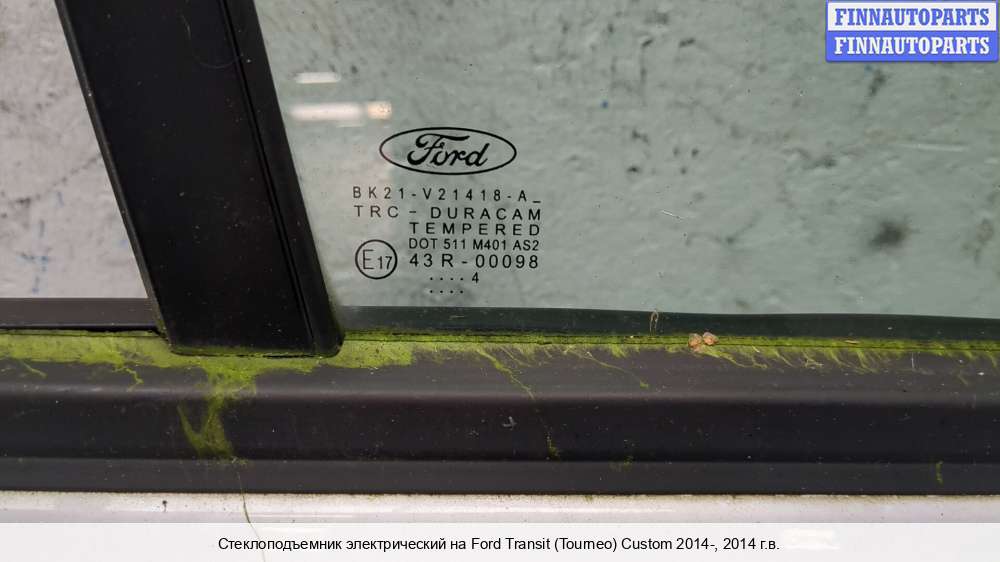 FINNAUTOPARTS
FINNAUTOPARTS
Ford
BK21-V21418-A_
TRC - DURACAM
TEMPERED
DOT 511 M401 AS2
E17 43R-00098
....4
....
Стеклоподъемник электрический на Ford Transit (Tourneo) Custom 2014-, 2014 г.в.